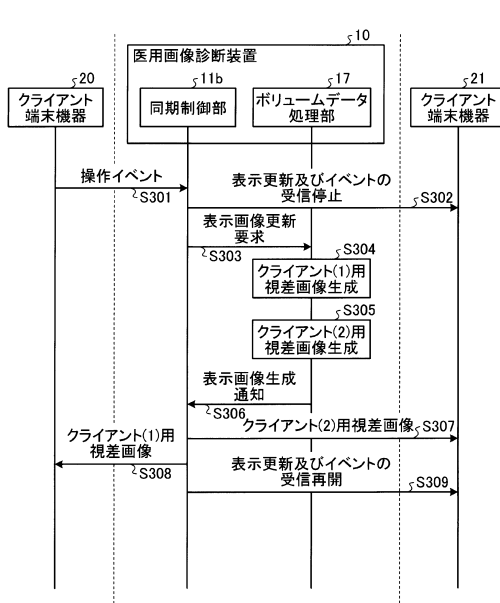 10
医用画像診断装置
20
クライアント
端末機器
11b
同期制御部
17
ボリュームデータ
処理部
21
クライアント
端末機器
操作イベント
S301
表示更新及びイベントの
受信停止
S302
表示画像更新
要求
S303
S304
クライアント(1)用
視差画像生成
S305
クライアント(2)用
視差画像生成
表示画像生成
通知
S306
クライアント(2)用視差画像
S307
クライアント(1)用
視差画像
S308
表示更新及びイベントの
受信再開
S309